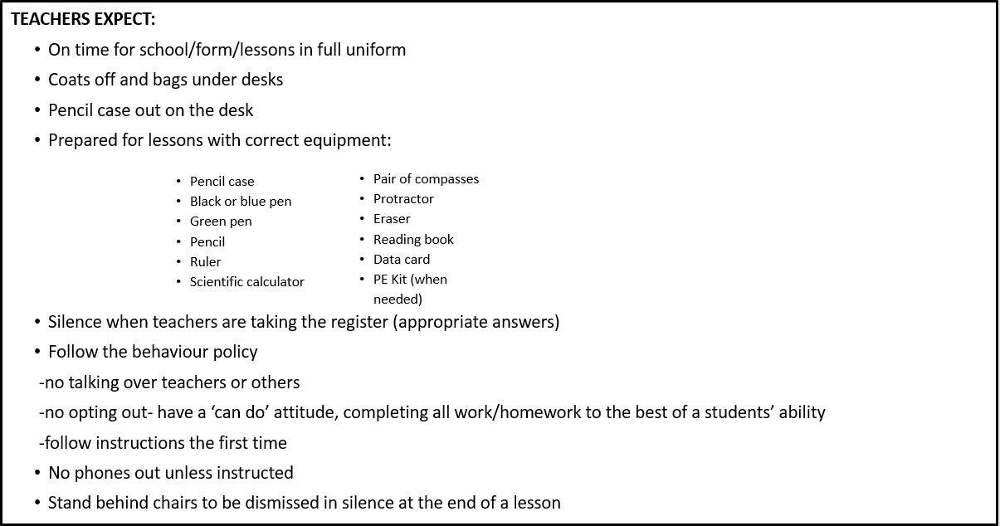 TEACHERS EXPECT:
• On time for school/form/lessons in full uniform
• Coats off and bags under desks
• Pencil case out on the desk
• Prepared for lessons with correct equipment:
• Pencil case
• Black or blue pen
• Green pen
• Pencil
• Ruler
• Scientific calculator
• Pair of compasses
• Protractor
• Eraser
• Reading book
• Data card
• PE Kit (when
needed)
• Silence when teachers are taking the register (appropriate answers)
• Follow the behaviour policy
-no talking over teachers or others
-no opting out- have a ‘can do’ attitude, completing all work/homework to the best of a students’ ability
-follow instructions the first time
• No phones out unless instructed
• Stand behind chairs to be dismissed in silence at the end of a lesson